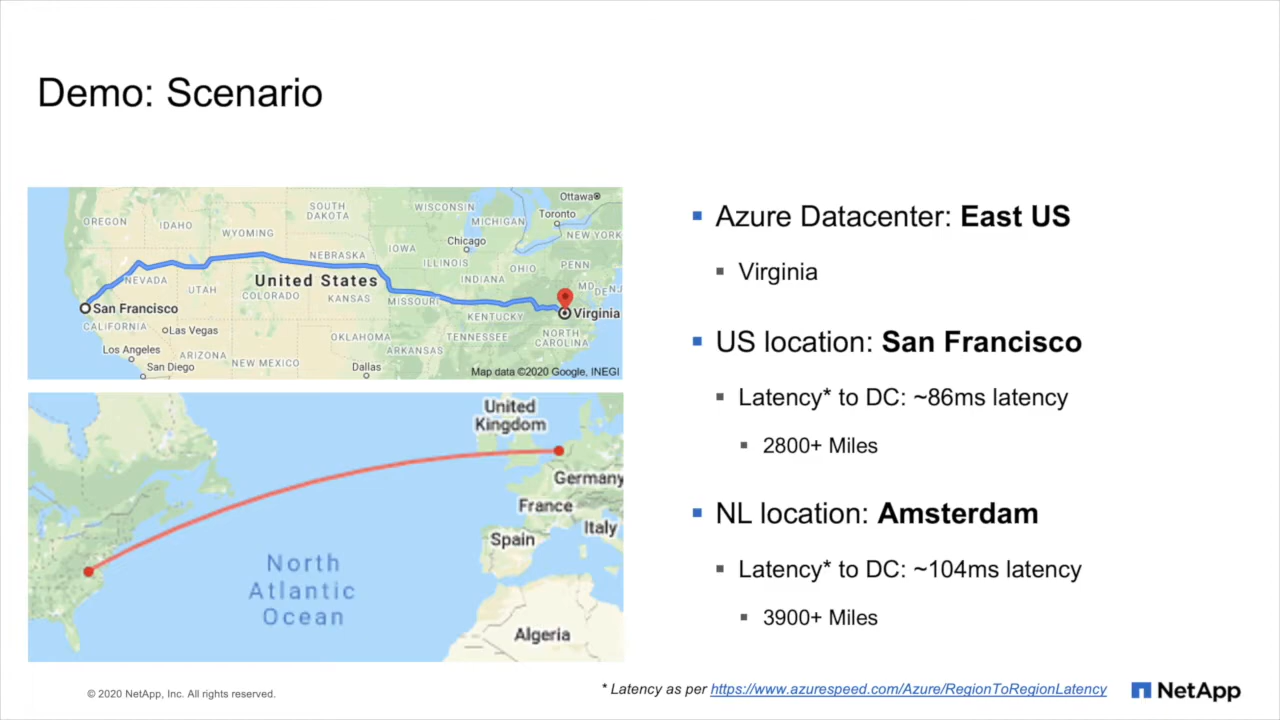 Demo: Scenario
Ottawa
OREGON
IDAHO
WYOMING
SOUTH
DAKOTA
WISCONSIN
MICHIGAN
Toronto
NEW YORK
Chicago
NEBRASKA
IOWA
ILLINOIS
INDIANA
OHIO
PENN
NEVADA
UTAH
United States
COLORADO
KANSAS
MISSOURI
MD
DE
NJ
San Francisco
CALIFORNIA
Las Vegas
KENTUCKY
Virginia
Los Angeles
ARIZONA
NEW MEXICO
OKLAHOMA
ARKANSAS
TENNESSEE
NORTH
CAROLINA
San Diego
Dallas
Map data ©2020 Google, INEGI
United
Kingdom
Germany
France
Italy
Spain
North
Atlantic
Ocean
Algeria
Azure Datacenter: East US
Virginia
US location: San Francisco
Latency* to DC: ~86ms latency
2800+ Miles
NL location: Amsterdam
Latency* to DC: ~104ms latency
3900+ Miles
© 2020 NetApp, Inc. All rights reserved.
* Latency as per https://www.azurespeed.com/Azure/RegionToRegionLatency
NetApp